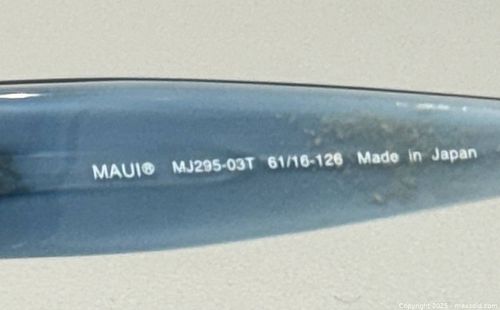 MAUI® MJ295-03T 61/16-126 Made in Japan
Copyright 2025 - maxsold.com